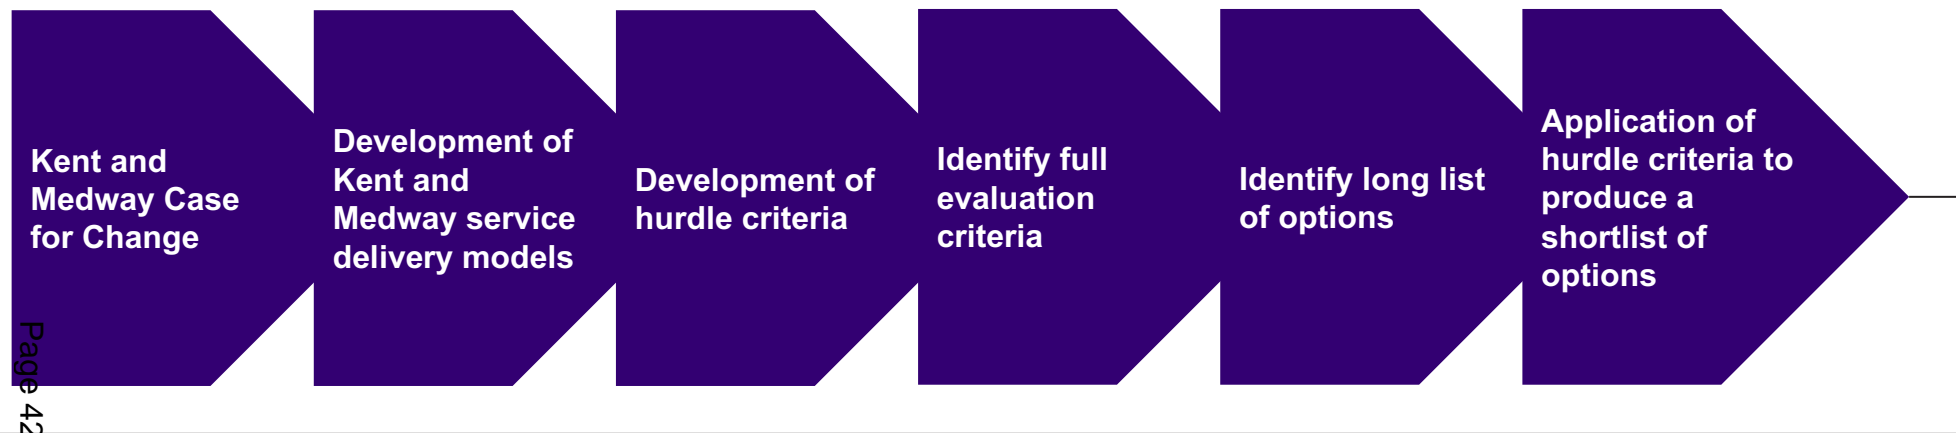 Kent and
Medway Case
for Change
Development of
Kent and
Medway service
delivery models
Development of
hurdle criteria
Identify full
evaluation
criteria
Identify long list
of options
Application of
hurdle criteria to
produce a
shortlist of
options
Page 42